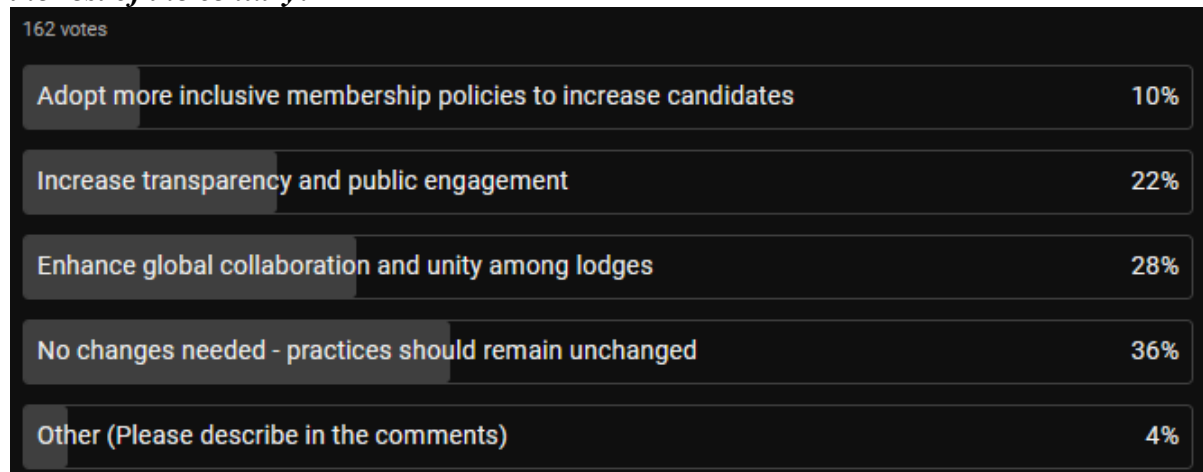 162 votes
Adopt more inclusive membership policies to increase candidates 10%
Increase transparency and public engagement 22%
Enhance global collaboration and unity among lodges 28%
No changes needed - practices should remain unchanged 36%
Other (Please describe in the comments) 4%